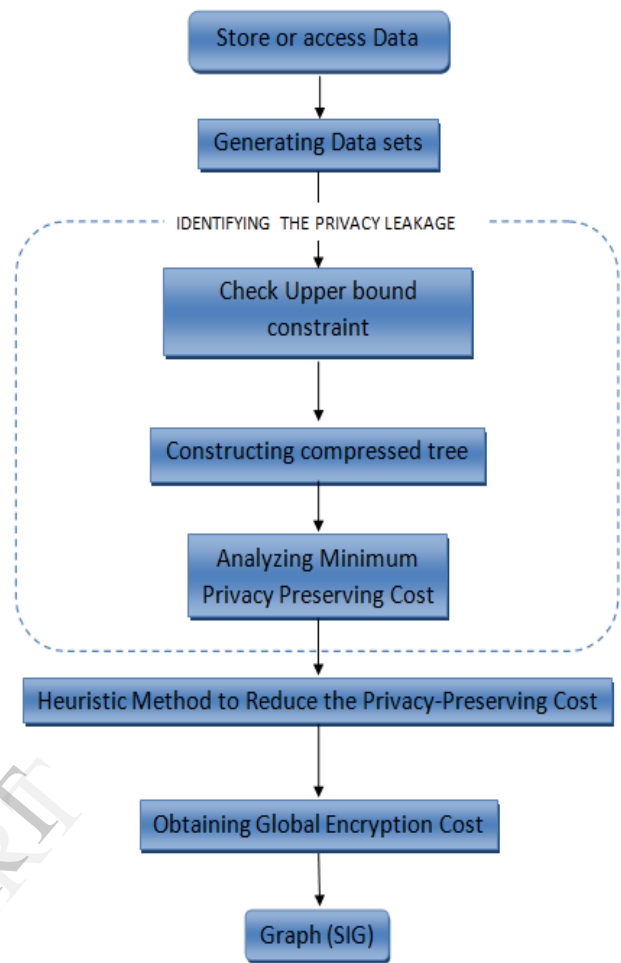 Store or access Data
Generating Data sets
IDENTIFYING THE PRIVACY LEAKAGE
Check Upper bound
constraint
Constructing compressed tree
Analyzing Minimum
Privacy Preserving Cost
Heuristic Method to Reduce the Privacy-Preserving Cost
Obtaining Global Encryption Cost
Graph (SIG)